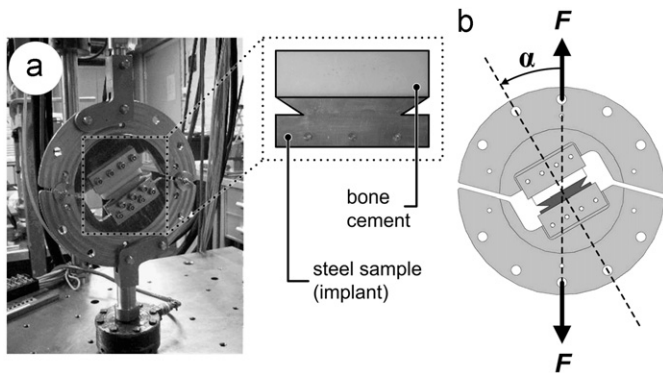 a
bone
cement
steel sample
(implant)
b
F
α
F